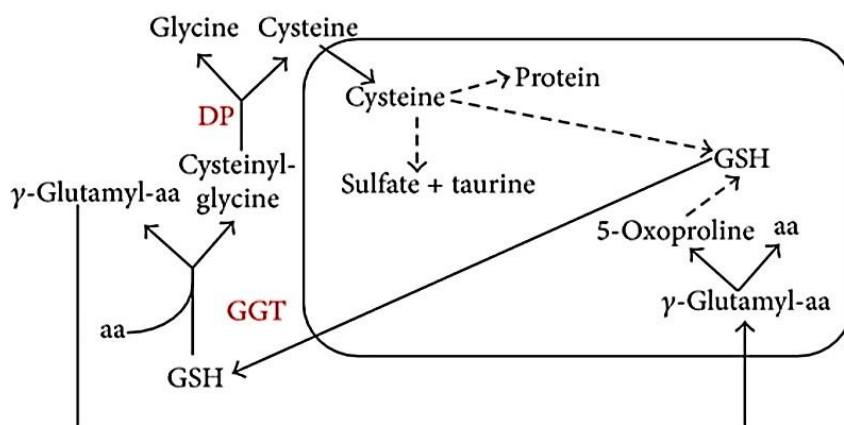 Glycine Cysteine
Cysteine
Protein
DP
Cysteinyl-
glycine
γ-Glutamyl-aa
Sulfate + taurine
GSH
5-Oxoproline aa
γ-Glutamyl-aa
aa
GGT
GSH